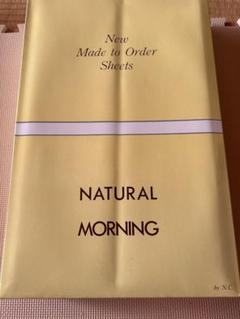 New
Made to Order
Sheets
NATURAL
MORNING
by N.C.